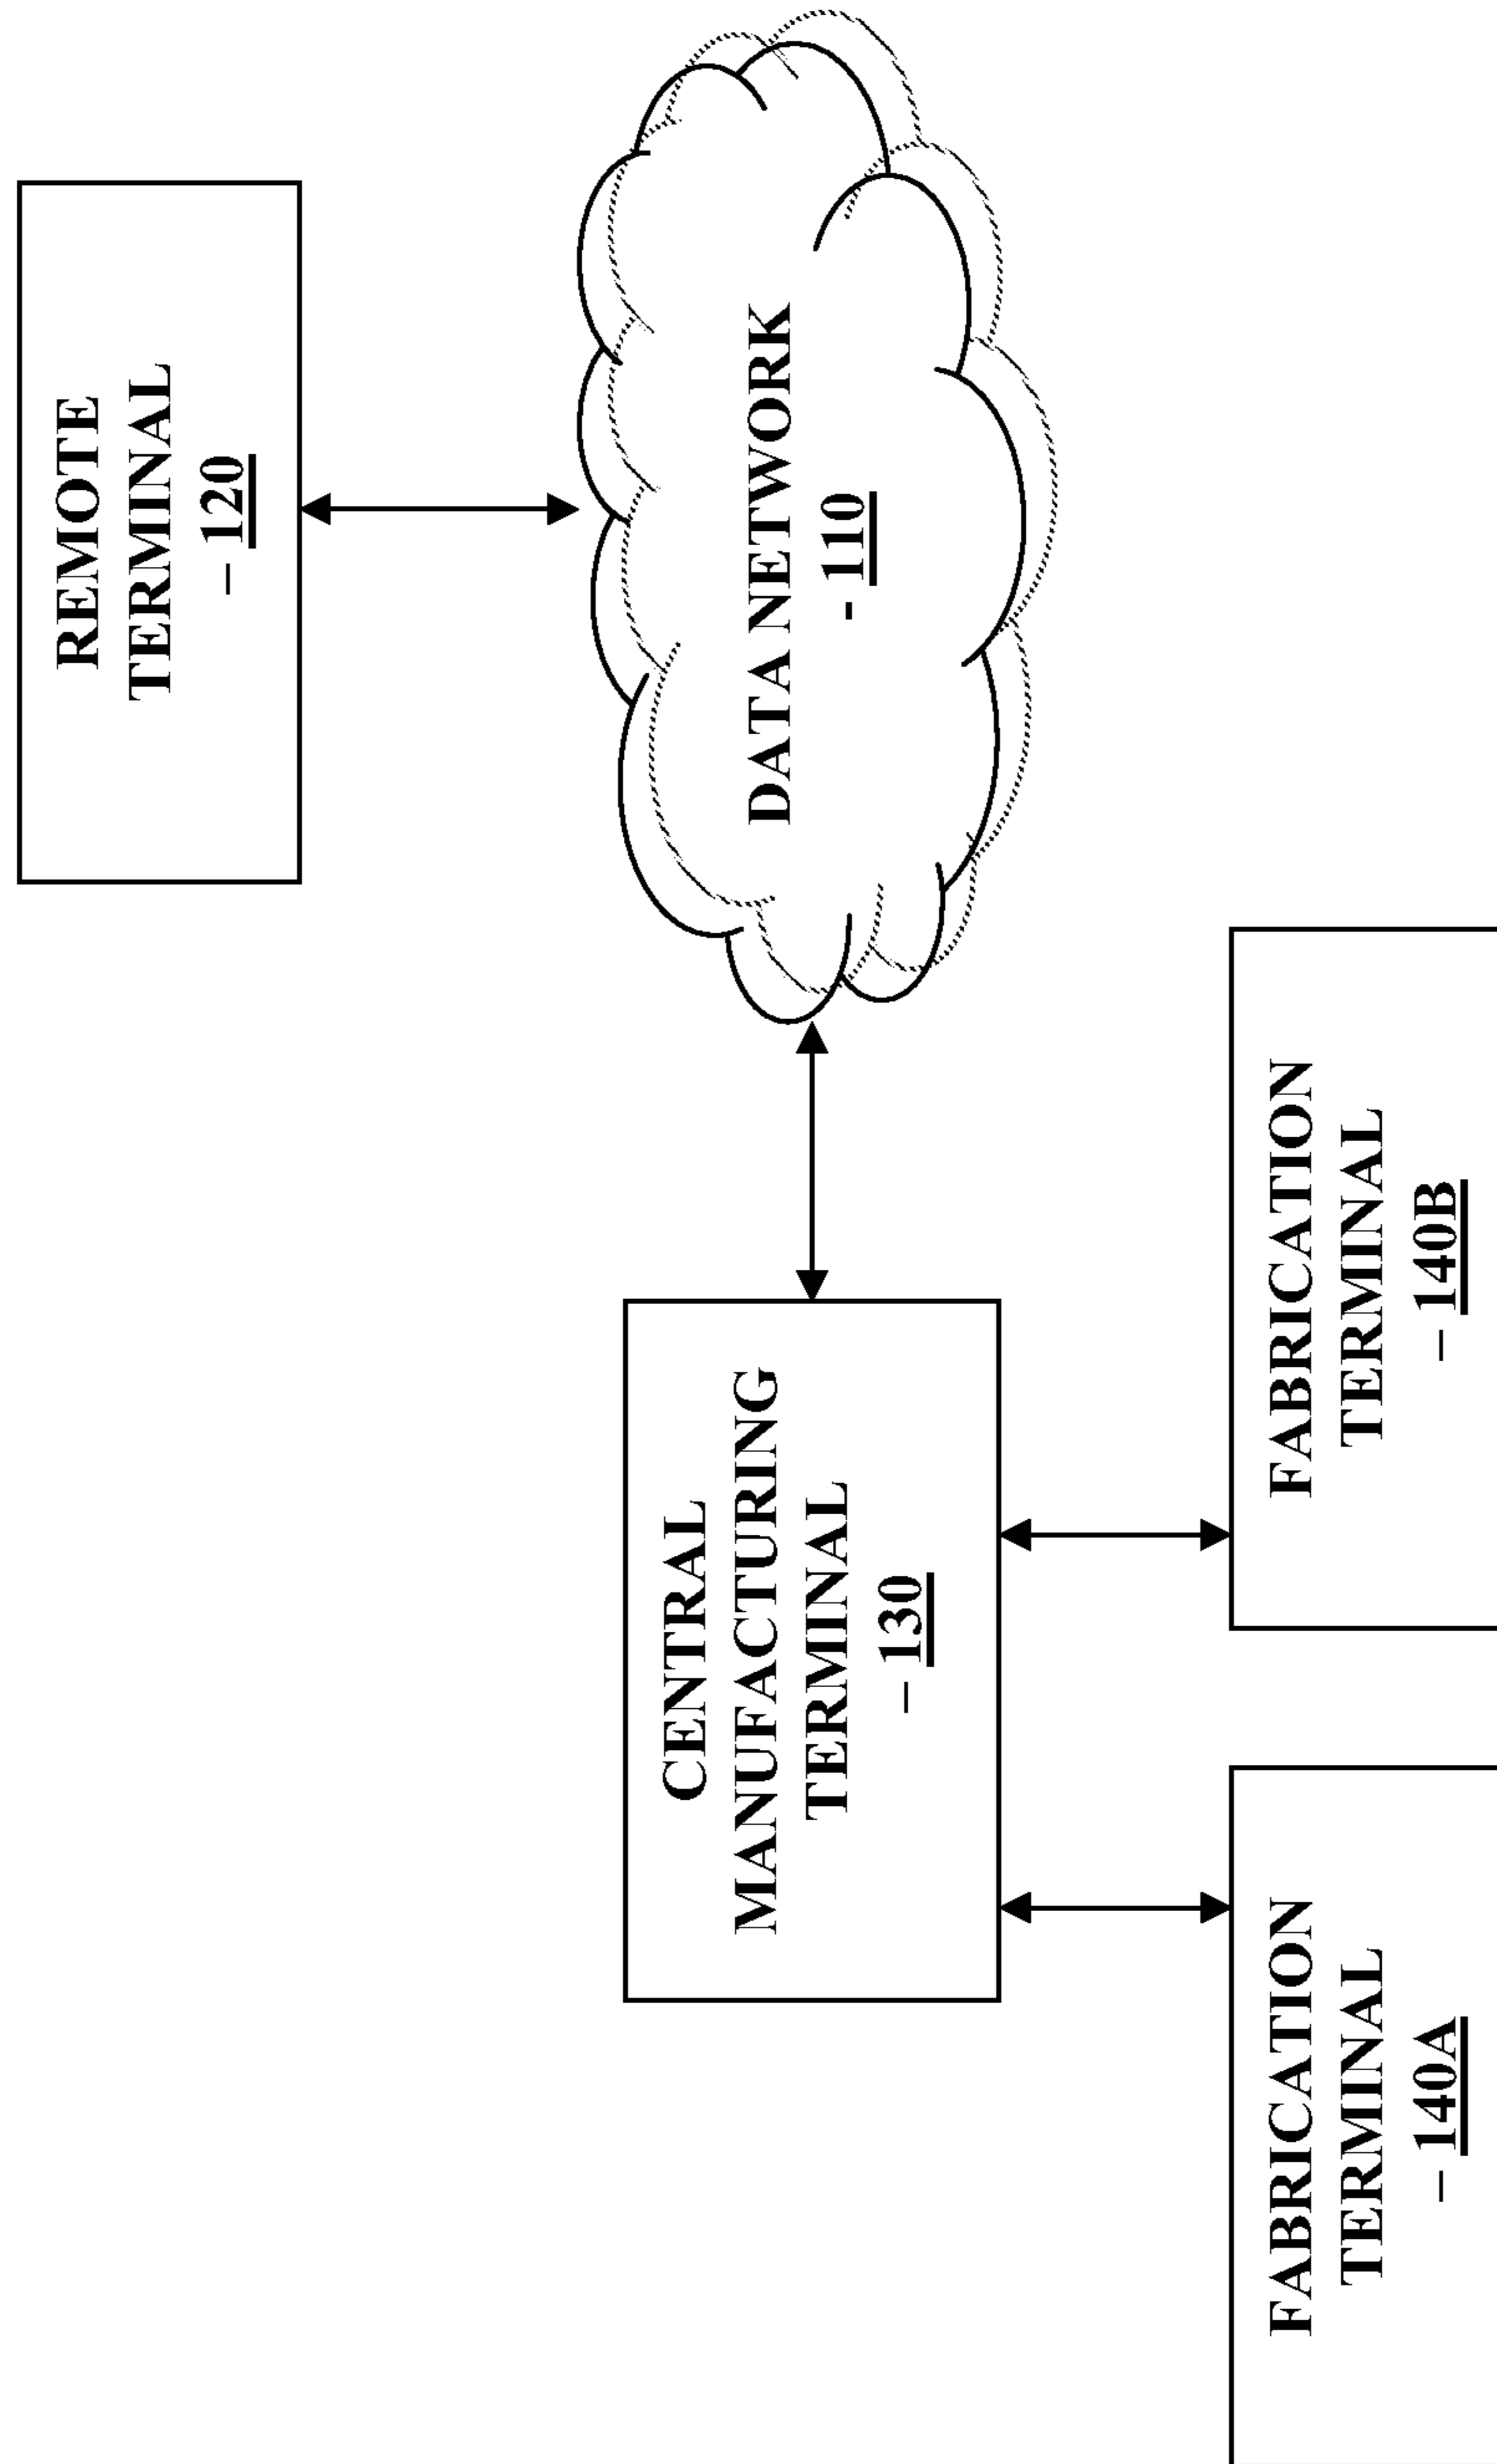 REMOTE
TERMINAL
– 120
DATA NETWORK
- 110
CENTRAL
MANUFACTURING
TERMINAL
– 130
FABRICATION
TERMINAL
– 140A
FABRICATION
TERMINAL
– 140B